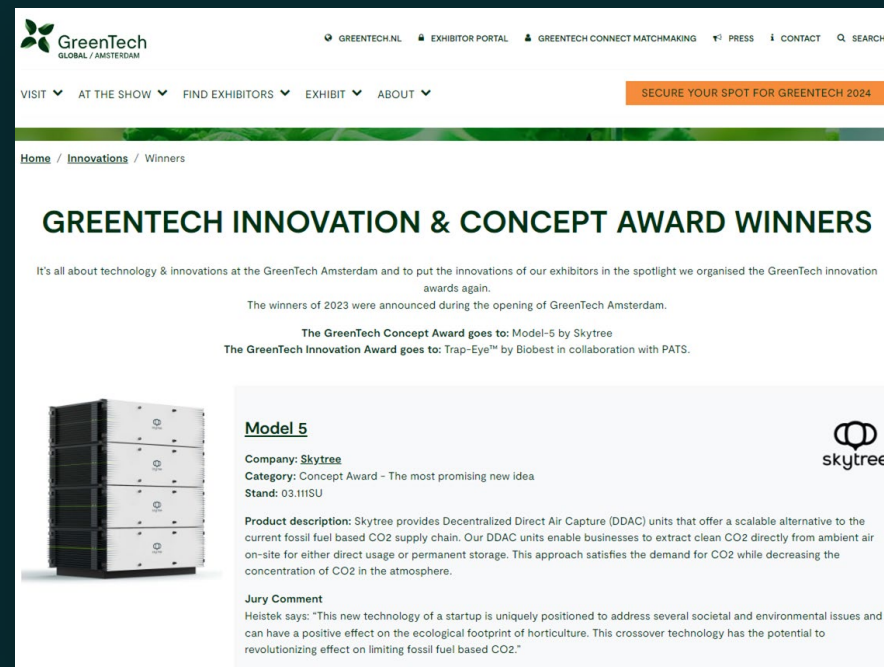 GreenTech
GLOBAL / AMSTERDAM
GREENTECH.NL EXHIBITOR PORTAL GREENTECH CONNECT MATCHMAKING PRESS CONTACT SEARCH
VISIT AT THE SHOW FIND EXHIBITORS EXHIBIT ABOUT
SECURE YOUR SPOT FOR GREENTECH 2024
Home / Innovations / Winners
GREENTECH INNOVATION & CONCEPT AWARD WINNERS
It's all about technology & innovations at the GreenTech Amsterdam and to put the innovations of our exhibitors in the spotlight we organised the GreenTech innovation
awards again.
The winners of 2023 were announced during the opening of GreenTech Amsterdam.
The GreenTech Concept Award goes to: Model-5 by Skytree
The GreenTech Innovation Award goes to: Trap-Eye™ by Biobest in collaboration with PATS.
Model 5
skytree
Company: Skytree
Category: Concept Award - The most promising new idea
Stand: 03.111SU
Product description: Skytree provides Decentralized Direct Air Capture (DDAC) units that offer a scalable alternative to the
current fossil fuel based CO2 supply chain. Our DDAC units enable businesses to extract clean CO2 directly from ambient air
on-site for either direct usage or permanent storage. This approach satisfies the demand for CO2 while decreasing the
concentration of CO2 in the atmosphere.
Jury Comment
Heistek says: "This new technology of a startup is uniquely positioned to address several societal and environmental issues and
can have a positive effect on the ecological footprint of horticulture. This crossover technology has the potential to
revolutionizing effect on limiting fossil fuel based CO2."